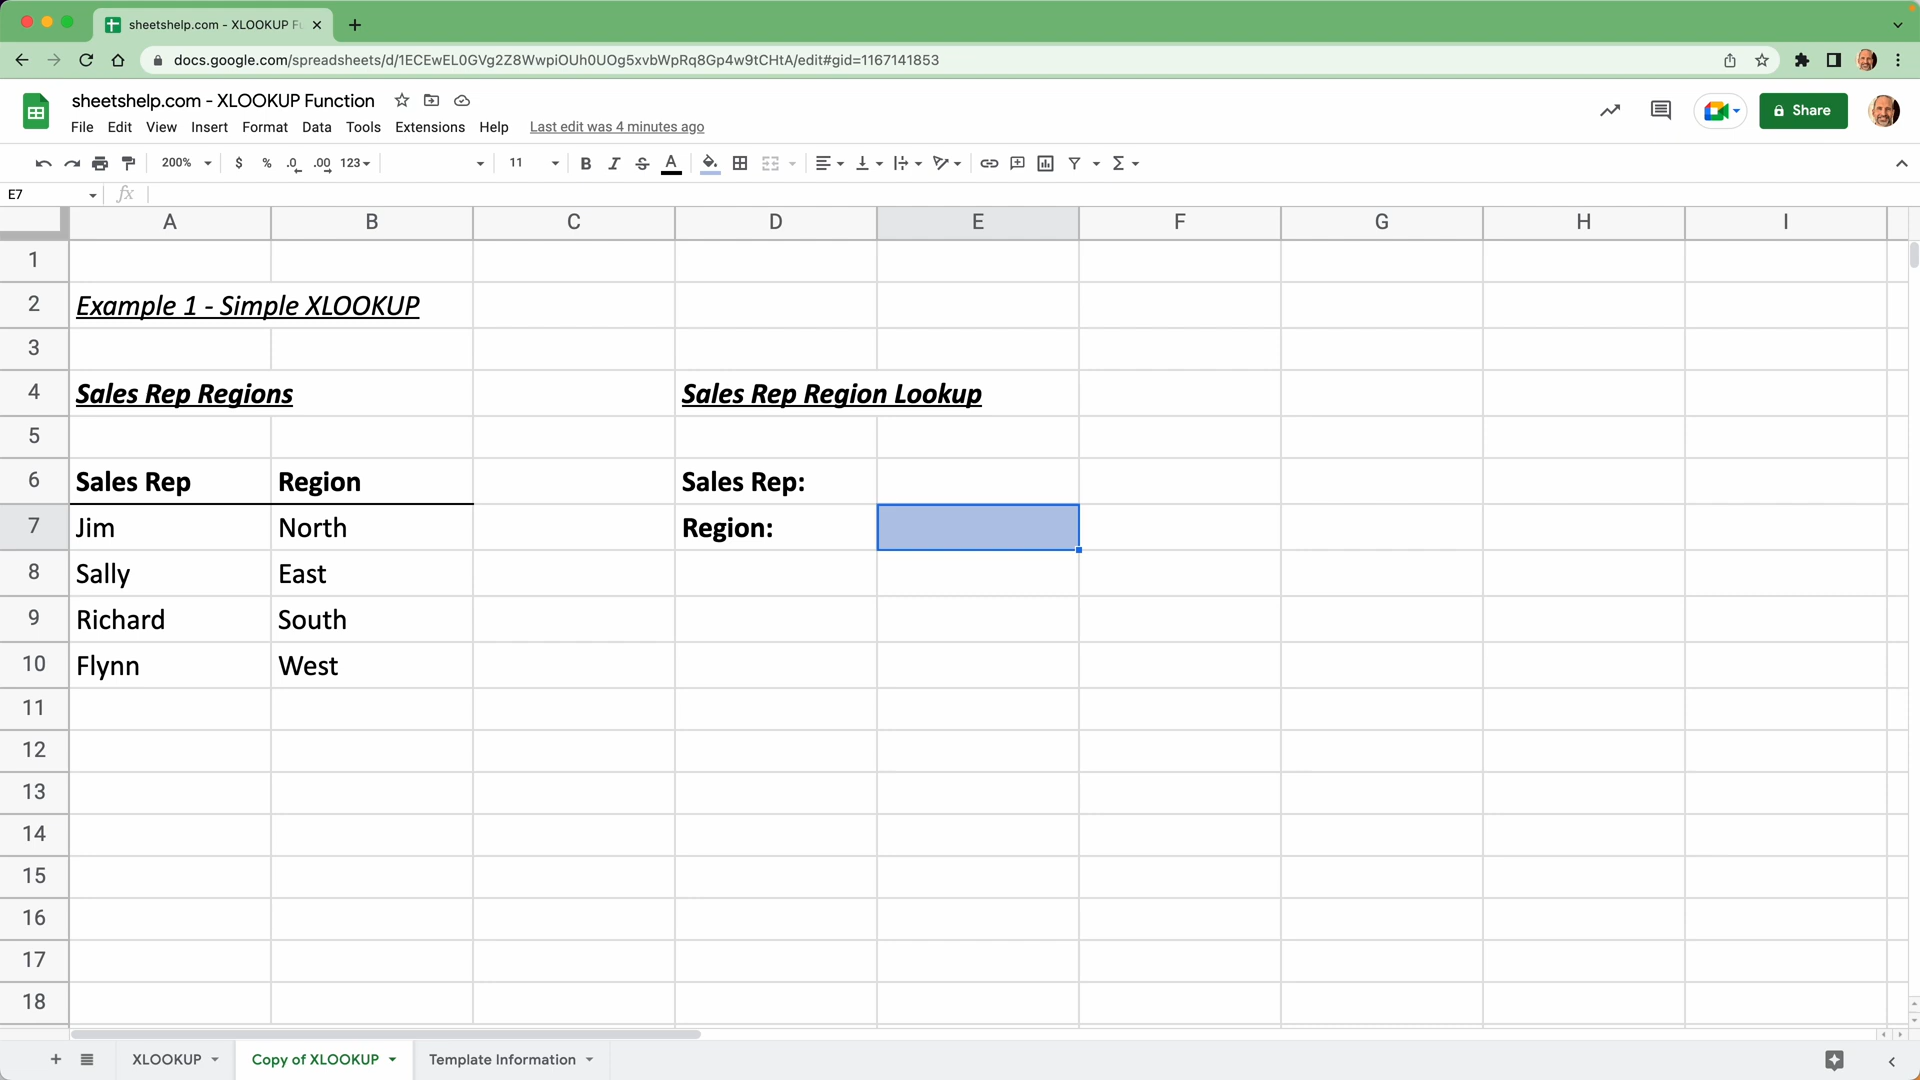 sheetshelp.com - XLOOKUP Fu
docs.google.com/spreadsheets/d/1ECEwEL0GVg2Z8WwpiOUh0UOg5xvbWpRq8Gp4w9tCHtA/edit#gid=1167141853
sheetshelp.com - XLOOKUP Function
File Edit View Insert Format Data Tools Extensions Help Last edit was 4 minutes ago
Share
200% $ % .0 .00 123 11 B I S A Σ
E7 fx
A B C D E F G H I
1
2 Example 1 - Simple XLOOKUP
3
4 Sales Rep Regions Sales Rep Region Lookup
5
6 Sales Rep Region Sales Rep:
7 Jim North Region:
8 Sally East
9 Richard South
10 Flynn West
11
12
13
14
15
16
17
18
XLOOKUP Copy of XLOOKUP Template Information